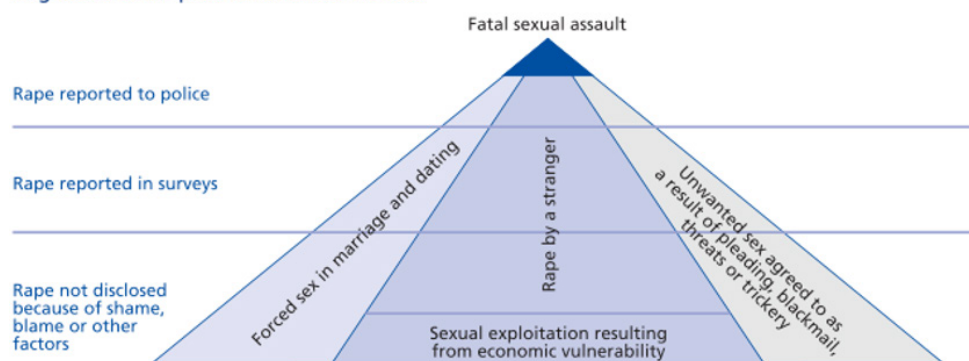 Fatal sexual assault
Rape reported to police
Rape reported in surveys
Rape not disclosed
because of shame,
blame or other
factors
Forced sex in marriage and dating
Rape by a stranger
Unwanted sex agreed to as
a result of pleading, blackmail,
threats or trickery
Sexual exploitation resulting
from economic vulnerability